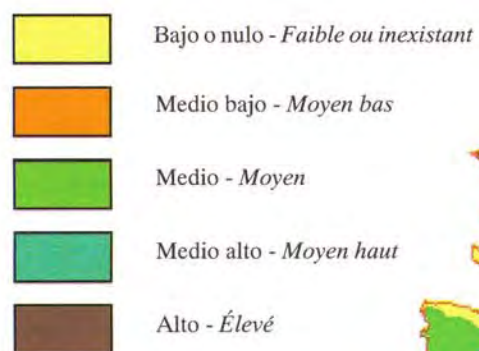 Bajo o nulo - Faible ou inexistant
Medio bajo - Moyen bas
Medio - Moyen
Medio alto - Moyen haut
Alto - Élevé